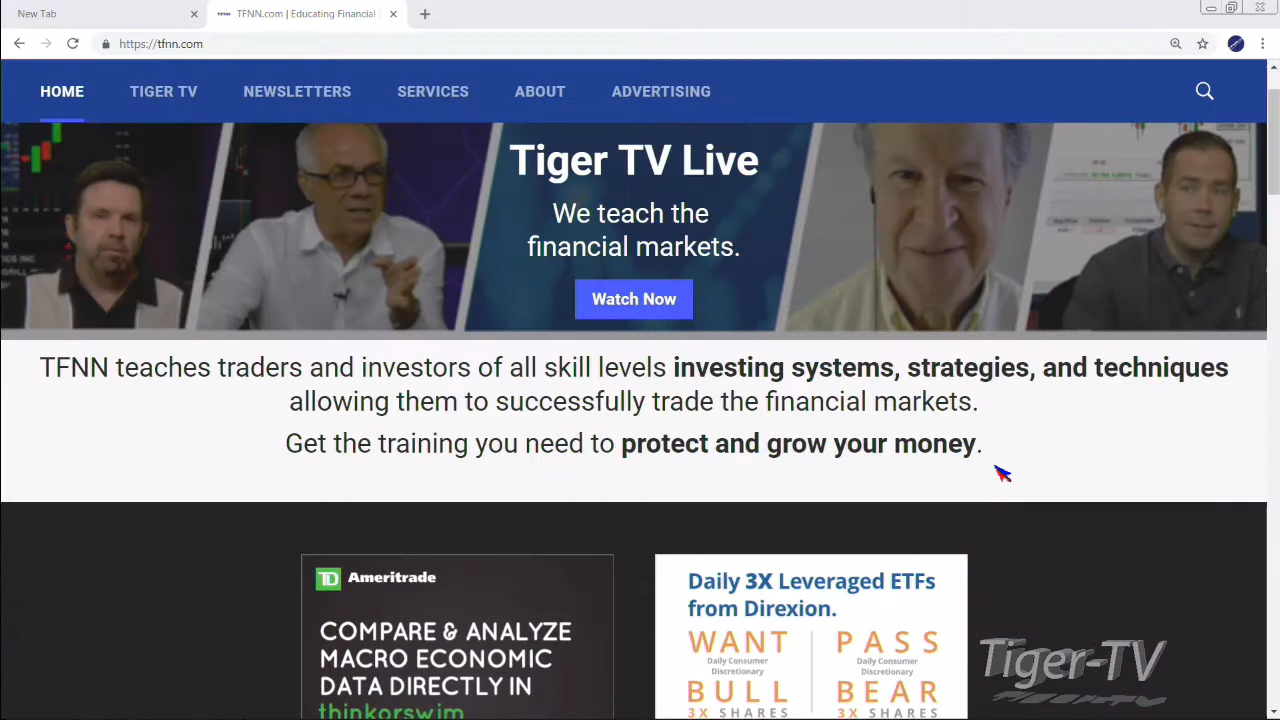 New Tab
TFNN.com | Educating Financial
https://tfnn.com
HOME
TIGER TV
NEWSLETTERS
SERVICES
ABOUT
ADVERTISING
Tiger TV Live
We teach the
financial markets.
Watch Now
TFNN teaches traders and investors of all skill levels investing systems, strategies, and techniques
allowing them to successfully trade the financial markets.
Get the training you need to protect and grow your money.
TD Ameritrade
COMPARE & ANALYZE
MACRO ECONOMIC
DATA DIRECTLY IN
thinkorswim
Daily 3X Leveraged ETFs
from Direxion.
WANT
Daily Consumer
Discretionary
BULL
3X SHARES
PASS
Daily Consumer
Discretionary
BEAR
3X SHARES
Tiger-TV